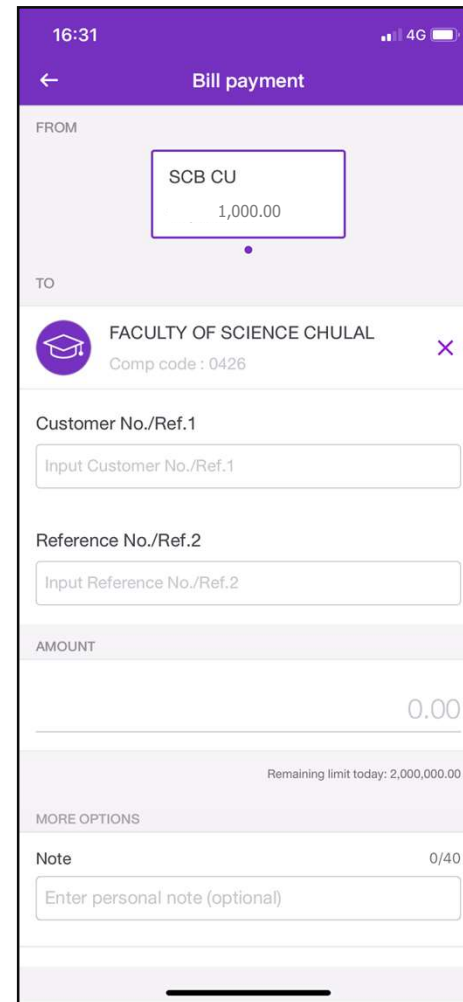 16:31 4G
Bill payment
FROM
SCB CU
1,000.00
TO
FACULTY OF SCIENCE CHULAL
Comp code : 0426
Customer No./Ref.1
Input Customer No./Ref.1
Reference No./Ref.2
Input Reference No./Ref.2
AMOUNT
0.00
Remaining limit today: 2,000,000.00
MORE OPTIONS
Note 0/40
Enter personal note (optional)